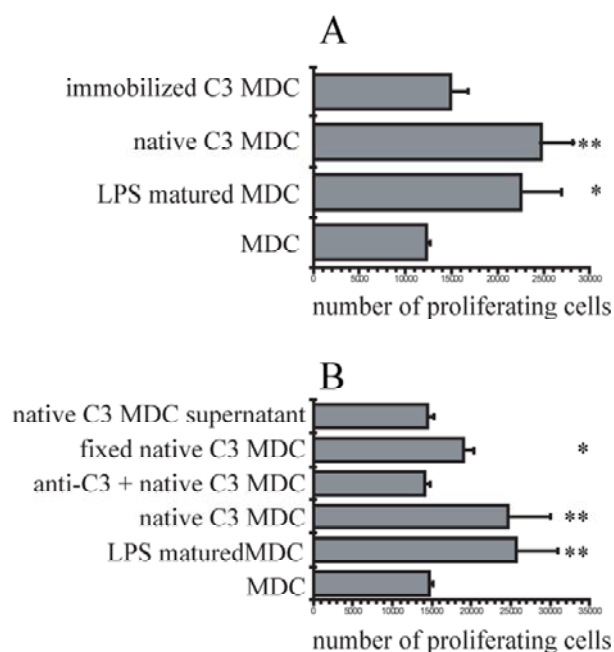 A
immobilized C3 MDC
native C3 MDC
**
LPS matured MDC
*
MDC
0 5000 10000 15000 20000 25000 30000
number of proliferating cells
B
native C3 MDC supernatant
fixed native C3 MDC
*
anti-C3 + native C3 MDC
native C3 MDC
**
LPS maturedMDC
**
MDC
0 5000 10000 15000 20000 25000 30000 35000
number of proliferating cells